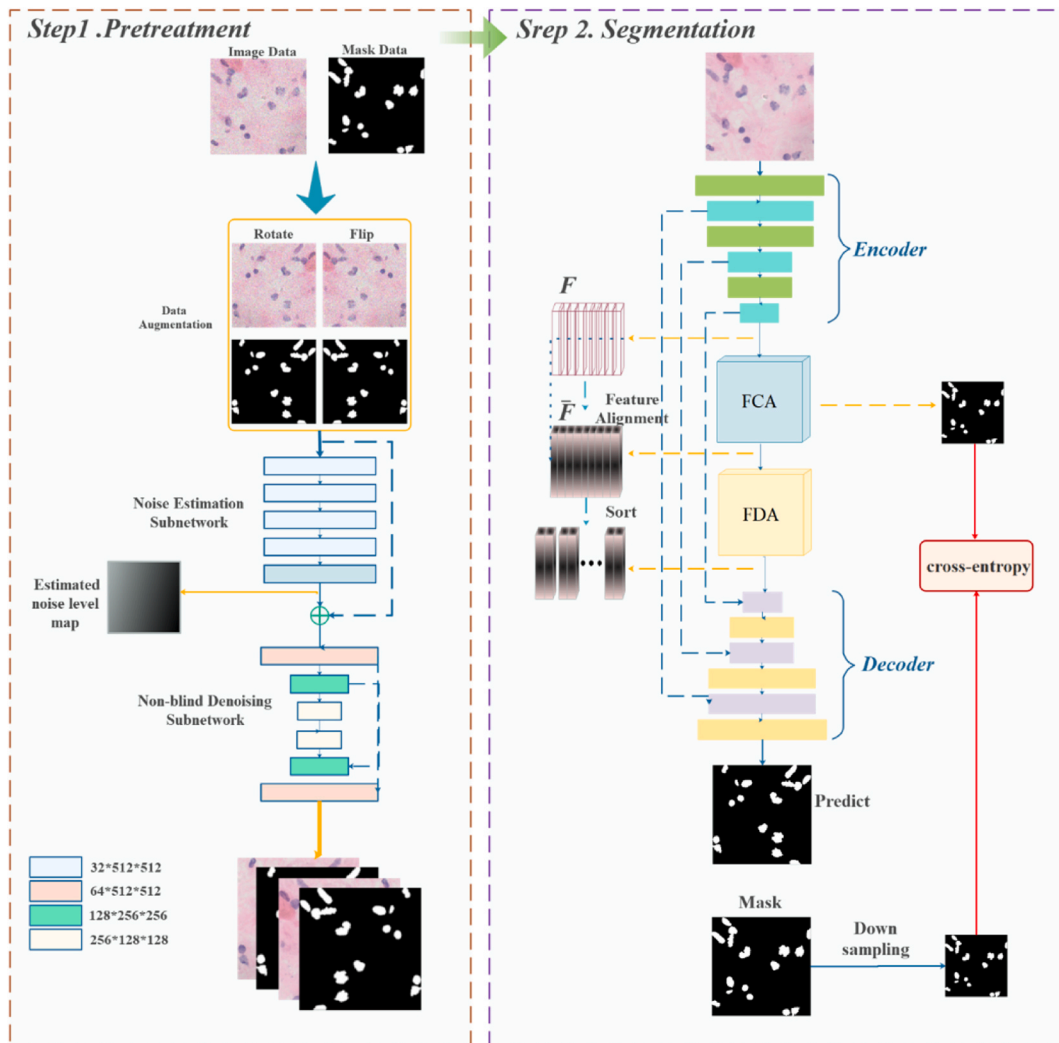 Step1 .Pretreatment
Image Data
Mask Data
Rotate
Flip
Data
Augmentation
Noise Estimation
Subnetwork
Estimated
noise level
map
Non-blind Denoising
Subnetwork
32*512*512
64*512*512
128*256*256
256*128*128
Srep 2. Segmentation
Encoder
F
Feature
Alignment
F̄
Sort
FCA
FDA
cross-entropy
Decoder
Predict
Mask
Down
sampling